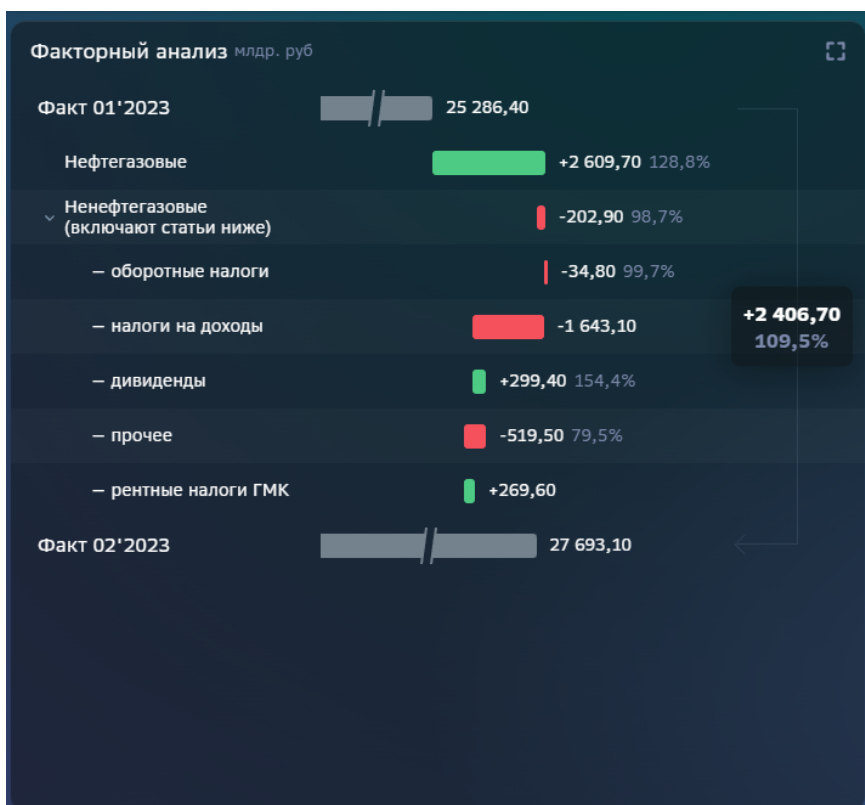 Факторный анализ млдр. руб
Факт 01'2023 25 286,40
Нефтегазовые +2 609,70 128,8%
Ненефтегазовые
(включают статьи ниже) -202,90 98,7%
— оборотные налоги -34,80 99,7%
— налоги на доходы -1 643,10
+2 406,70
109,5%
— дивиденды +299,40 154,4%
— прочее -519,50 79,5%
— рентные налоги ГМК +269,60
Факт 02'2023 27 693,10